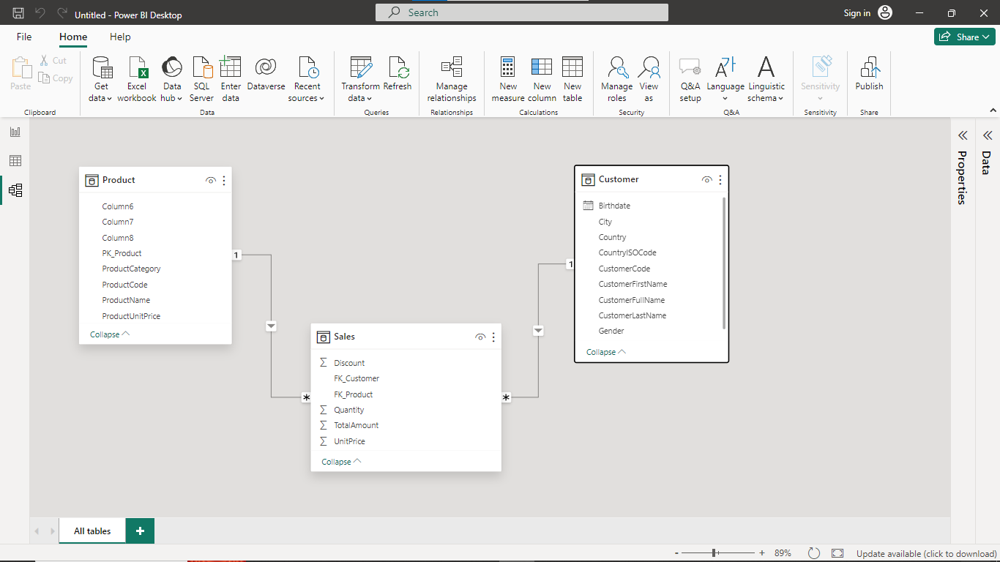 Untitled - Power BI Desktop
Search
Sign in
File Home Help
Share
Paste
Cut
Copy
Clipboard
Get data
Excel workbook
Data hub
SQL Server
Enter data
Dataverse
Recent sources
Data
Transform data
Refresh
Queries
Manage relationships
Relationships
New measure
New column
New table
Calculations
Manage roles
View as
Security
Q&A setup
Language
Linguistic schema
Q&A
Sensitivity
Sensitivity
Publish
Share
Product
Column6
Column7
Column8
PK_Product
ProductCategory
ProductCode
ProductName
ProductUnitPrice
Collapse
1
*
Sales
Discount
FK_Customer
FK_Product
Quantity
TotalAmount
UnitPrice
Collapse
*
1
Customer
Birthdate
City
Country
CountryISOCode
CustomerCode
CustomerFirstName
CustomerFullName
CustomerLastName
Gender
Collapse
Properties
Data
All tables
+
- + 89%
Update available (click to download)